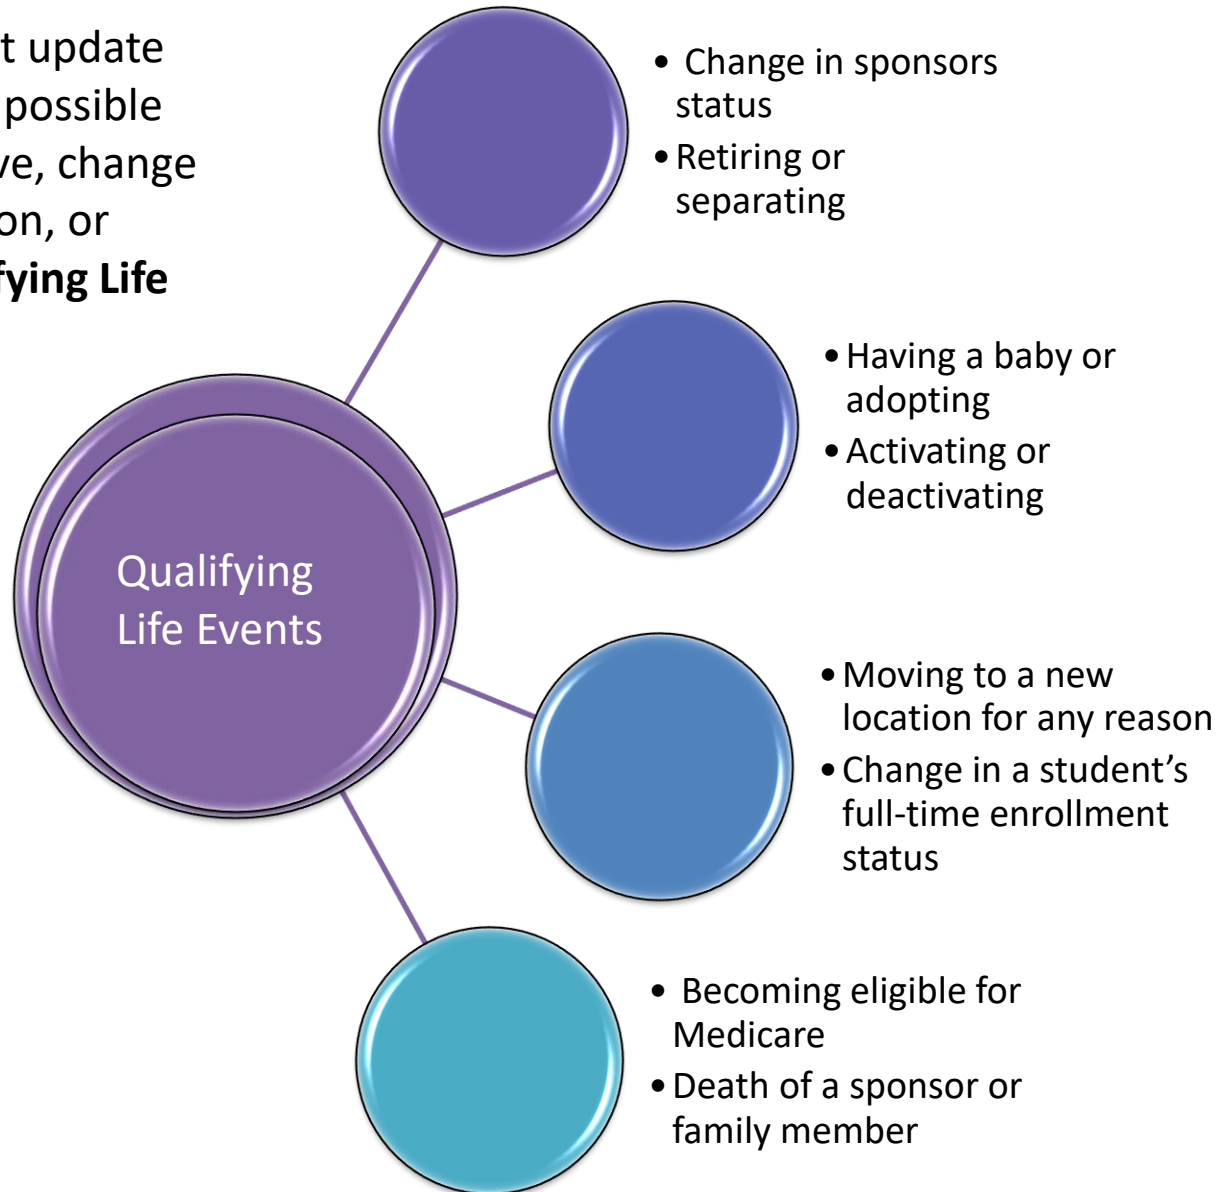 t update
possible
ve, change
on, or
fying Life
• Change in sponsors
status
• Retiring or
separating
• Having a baby or
adopting
• Activating or
deactivating
Qualifying
Life Events
• Moving to a new
location for any reason
• Change in a student’s
full-time enrollment
status
• Becoming eligible for
Medicare
• Death of a sponsor or
family member